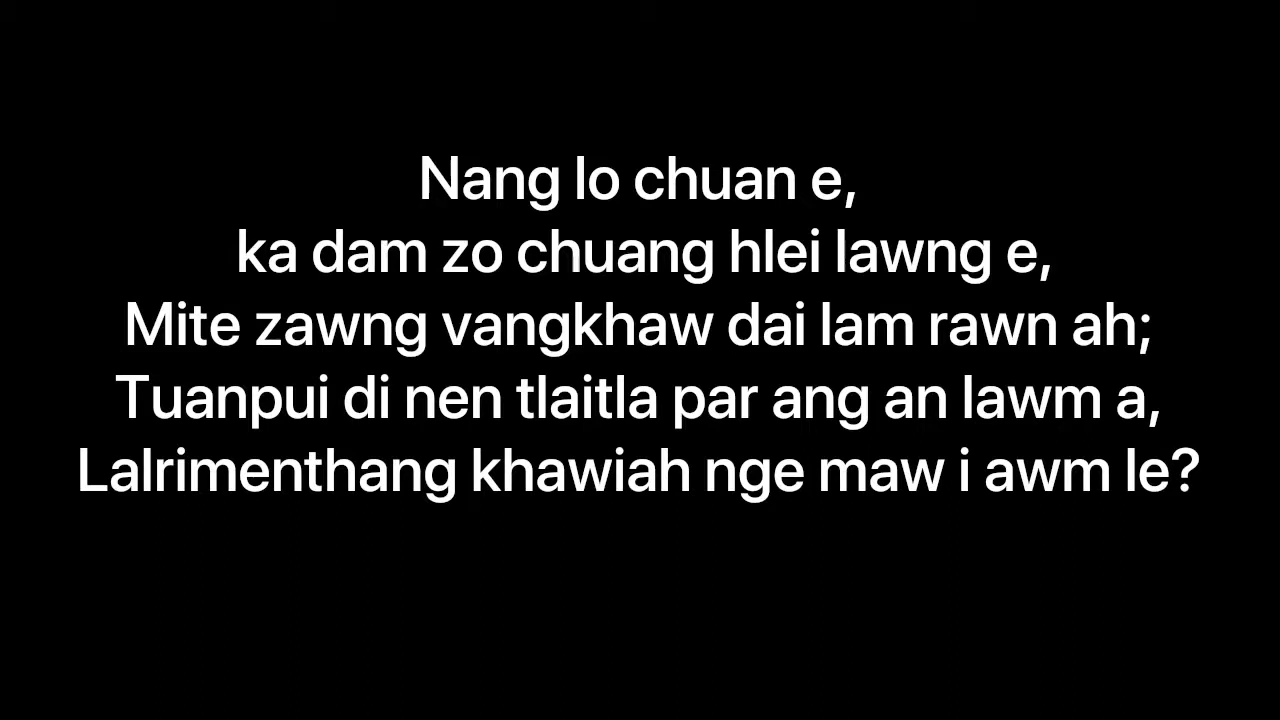 Nang lo chuan e,
ka dam zo chuang hlei lawng e,
Mite zawng vangkhaw dai lam rawn ah;
Tuanpui di nen tlaitla par ang an lawm a,
Lalrimenthang khawiah nge maw i awm le?